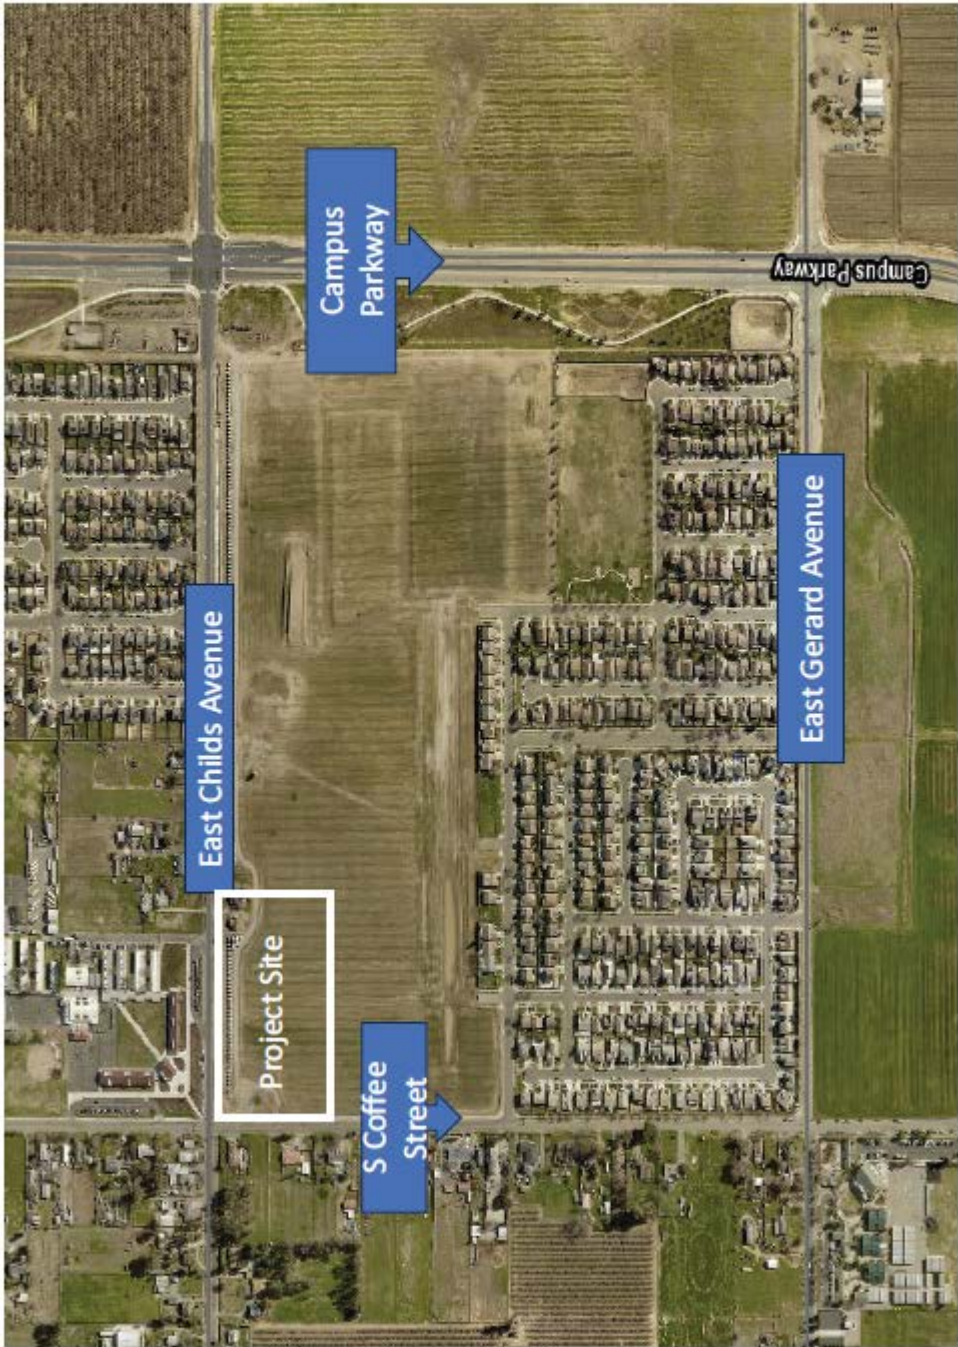 Campus
Parkway
Campus Parkway
East Childs Avenue
East Gerard Avenue
Project Site
S Coffee
Street